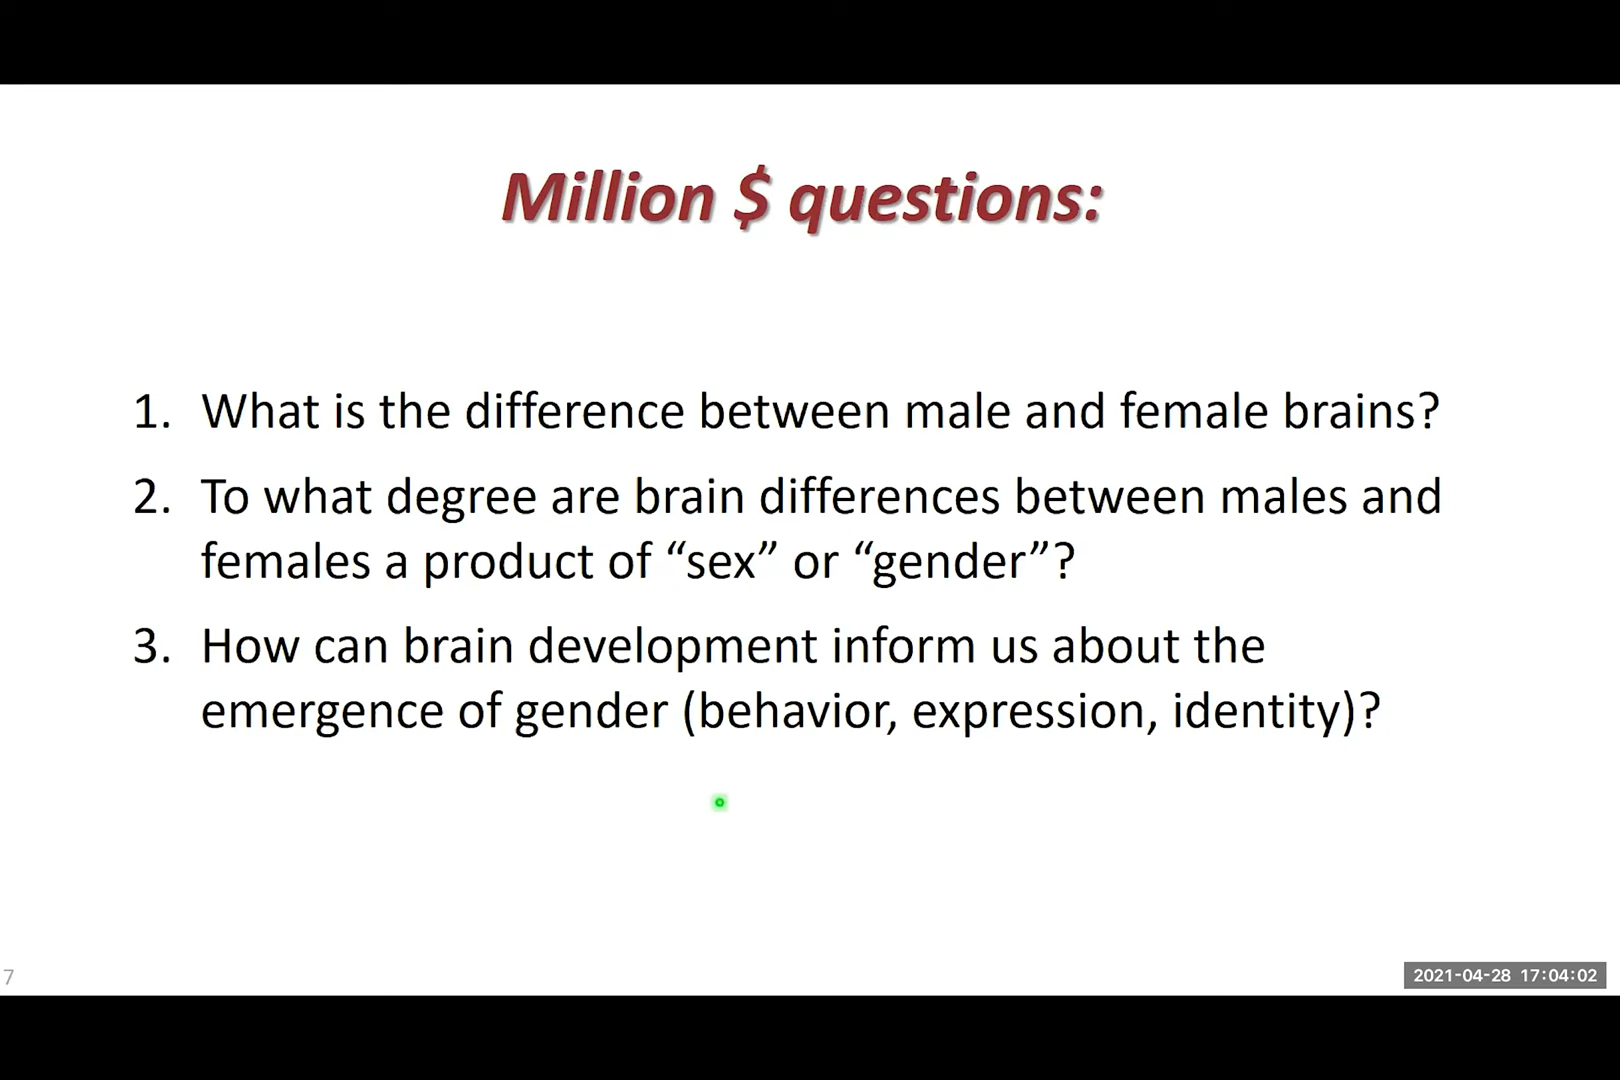 Million $ questions:
1. What is the difference between male and female brains?
2. To what degree are brain differences between males and
females a product of “sex” or “gender”?
3. How can brain development inform us about the
emergence of gender (behavior, expression, identity)?
7
2021-04-28 17:04:02